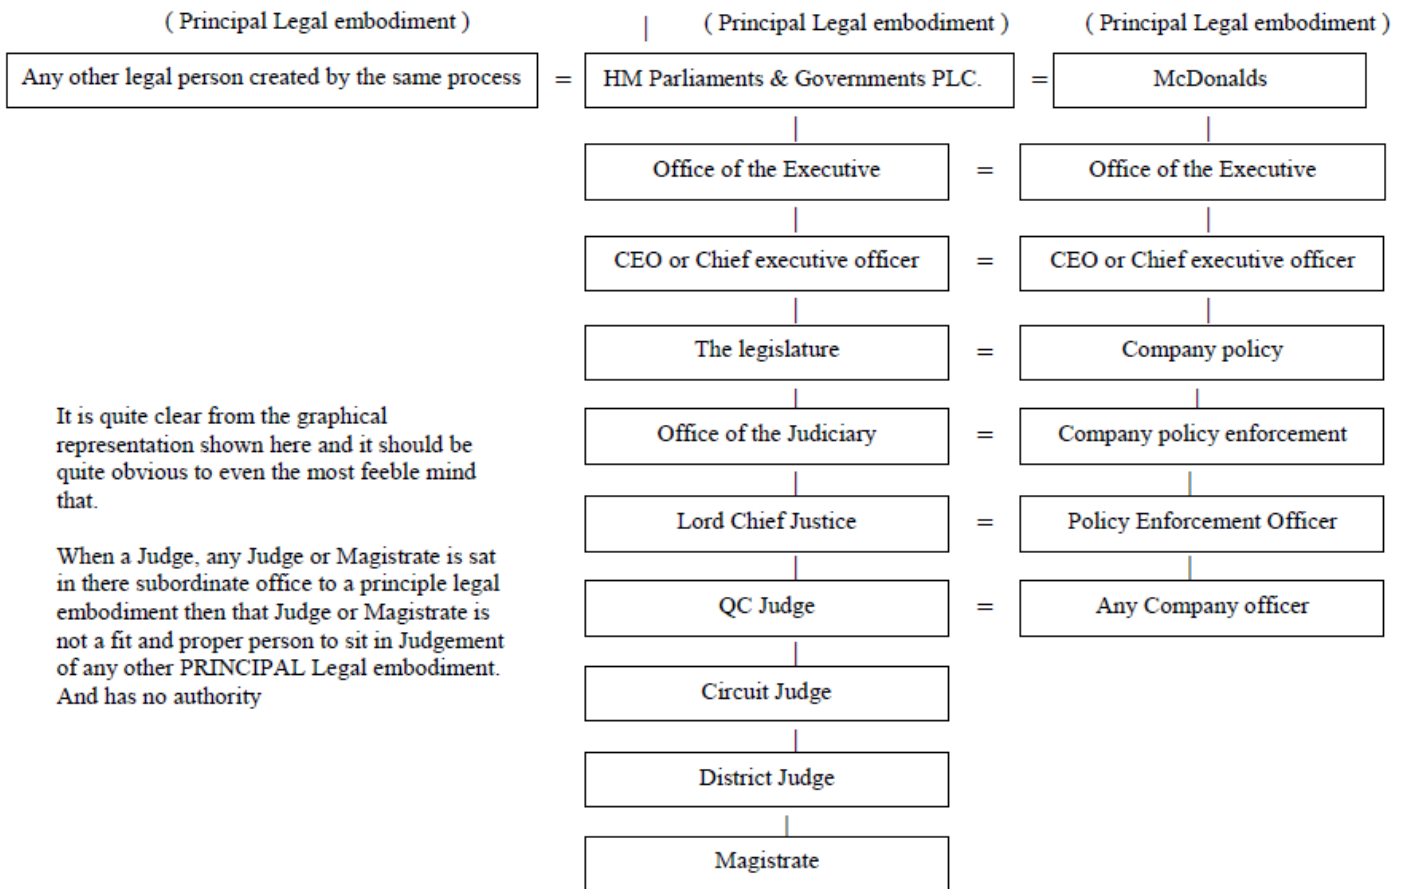 ( Principal Legal embodiment )
( Principal Legal embodiment )
( Principal Legal embodiment )
Any other legal person created by the same process
=
HM Parliaments & Governments PLC.
=
McDonalds
Office of the Executive
=
Office of the Executive
CEO or Chief executive officer
=
CEO or Chief executive officer
The legislature
=
Company policy
Office of the Judiciary
=
Company policy enforcement
Lord Chief Justice
=
Policy Enforcement Officer
QC Judge
=
Any Company officer
Circuit Judge
District Judge
Magistrate
It is quite clear from the graphical
representation shown here and it should be
quite obvious to even the most feeble mind
that.
When a Judge, any Judge or Magistrate is sat
in there subordinate office to a principle legal
embodiment then that Judge or Magistrate is
not a fit and proper person to sit in Judgement
of any other PRINCIPAL Legal embodiment.
And has no authority